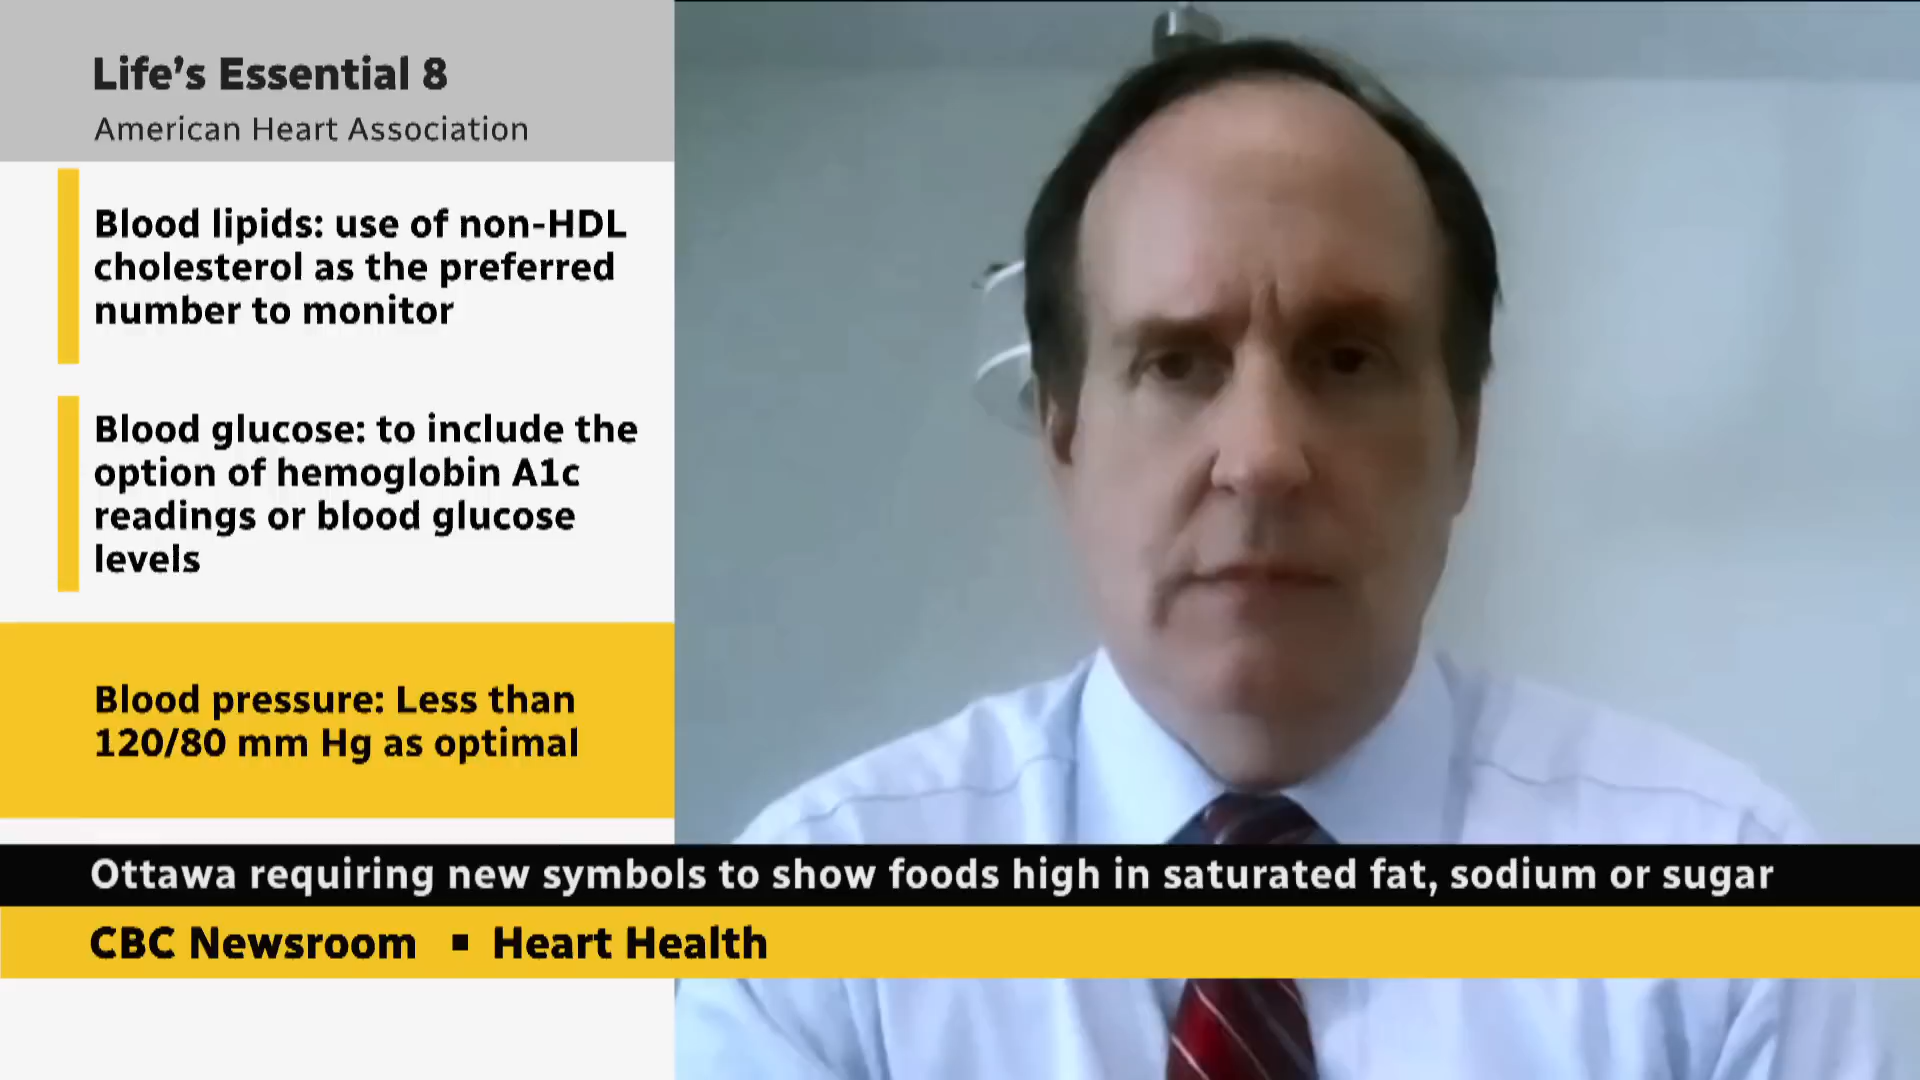 Life's Essential 8
American Heart Association
Blood lipids: use of non-HDL
cholesterol as the preferred
number to monitor
Blood glucose: to include the
option of hemoglobin A1c
readings or blood glucose
levels
Blood pressure: Less than
120/80 mm Hg as optimal
Ottawa requiring new symbols to show foods high in saturated fat, sodium or sugar
CBC Newsroom ▪ Heart Health